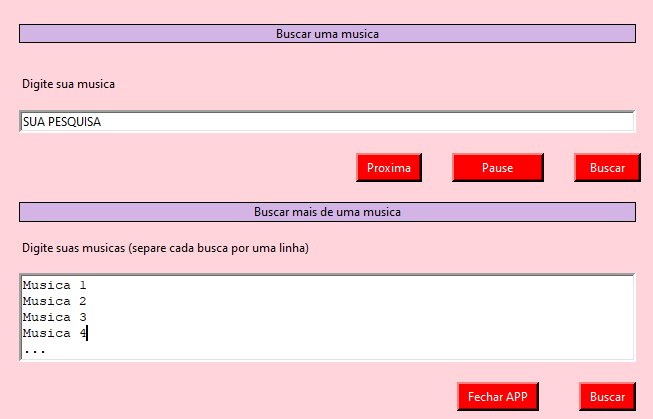 Buscar uma musica
Digite sua musica
SUA PESQUISA
Proxima Pause Buscar
Buscar mais de uma musica
Digite suas musicas (separe cada busca por uma linha)
Musica 1
Musica 2
Musica 3
Musica 4
...
Fechar APP Buscar